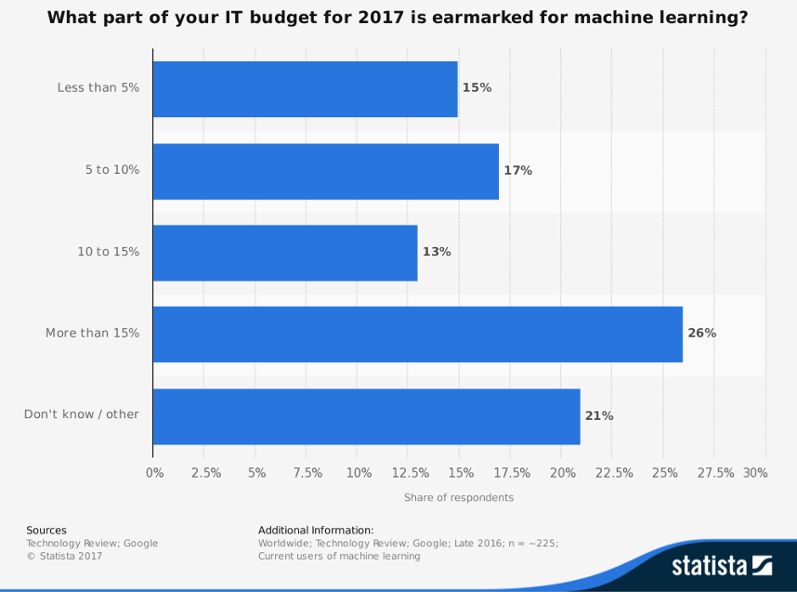 What part of your IT budget for 2017 is earmarked for machine learning?
Less than 5%
15%
5 to 10%
17%
10 to 15%
13%
More than 15%
26%
Don't know / other
21%
0% 2.5% 5% 7.5% 10% 12.5% 15% 17.5% 20% 22.5% 25% 27.5% 30%
Share of respondents
Sources
Technology Review; Google
© Statista 2017
Additional Information:
Worldwide; Technology Review; Google; Late 2016; n = ~225;
Current users of machine learning
statista